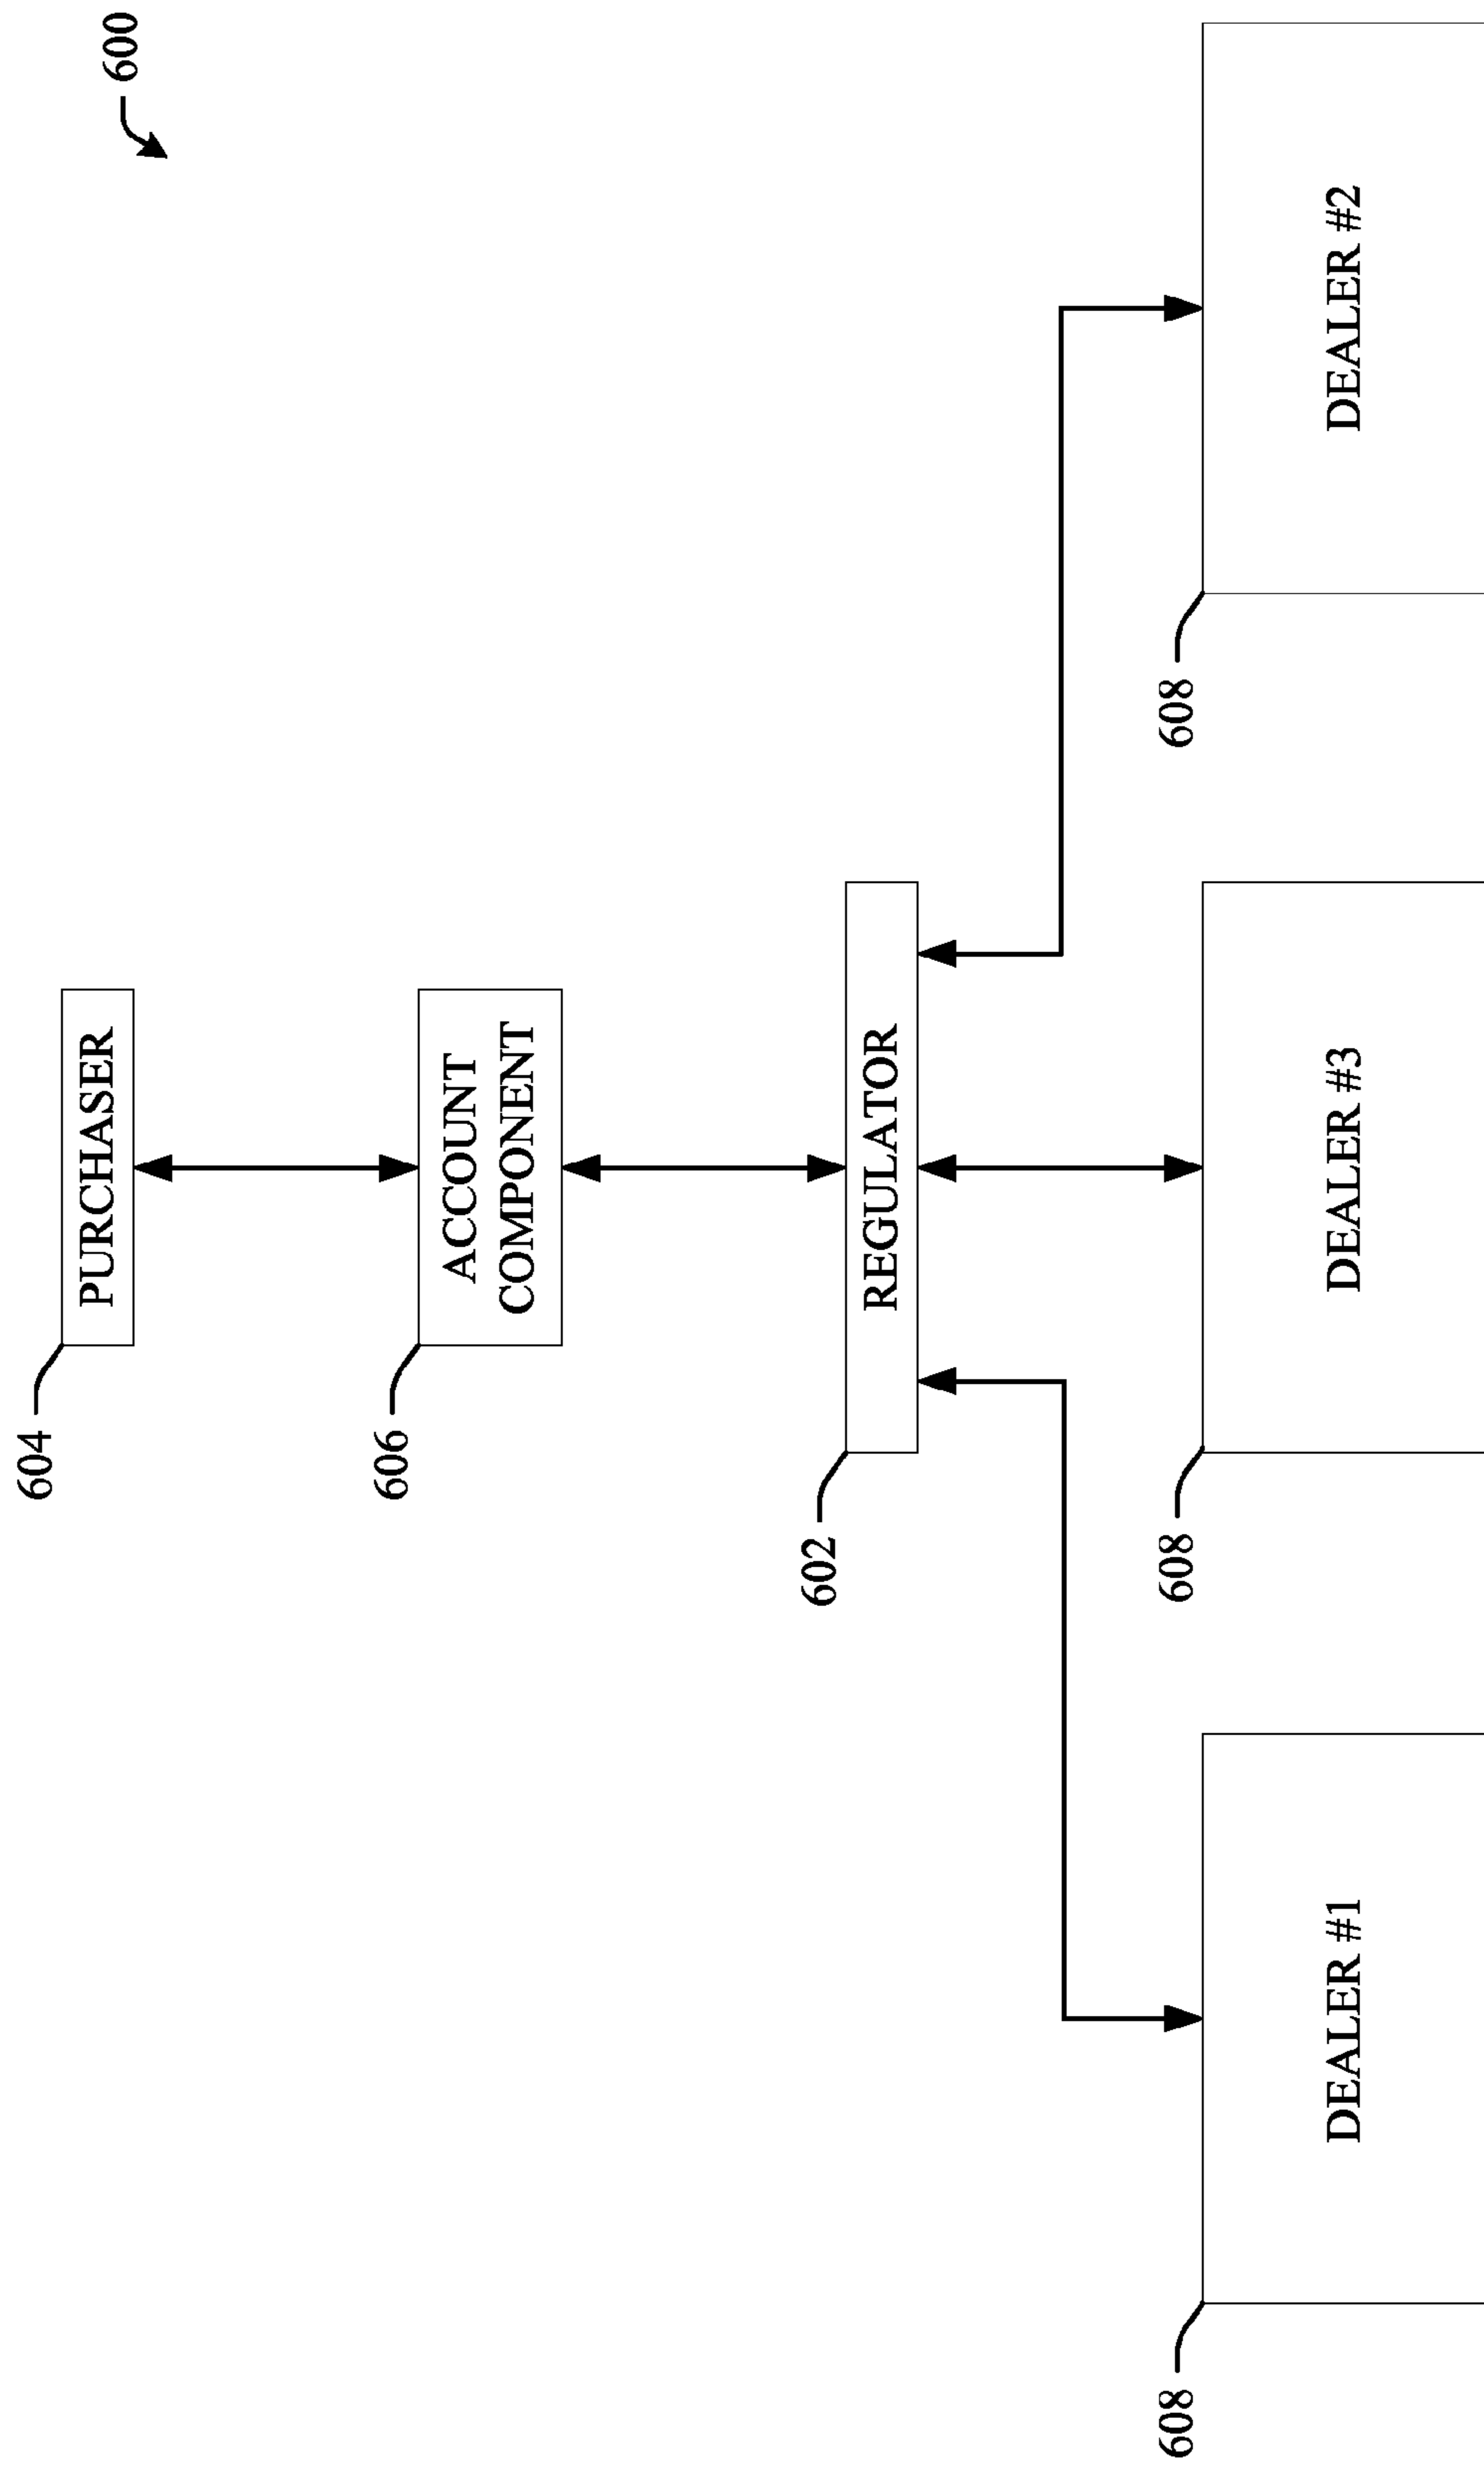 600
604
PURCHASER
606
ACCOUNT
COMPONENT
602
REGULATOR
608
DEALER #1
608
DEALER #3
608
DEALER #2